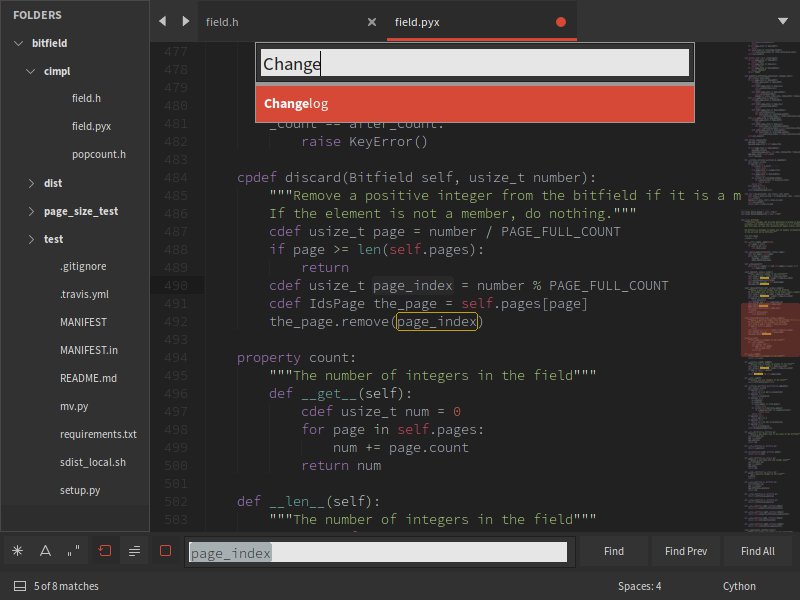 FOLDERS
bitfield
cimpl
field.h
field.pyx
popcount.h
dist
page_size_test
test
.gitignore
.travis.yml
MANIFEST
MANIFEST.in
README.md
mv.py
requirements.txt
sdist_local.sh
setup.py
field.h
field.pyx
Change
Changelog
477
478
479
480
481 _count == after_count:
482 raise KeyError()
483
484 cpdef discard(Bitfield self, usize_t number):
485 """Remove a positive integer from the bitfield if it is a m
486 If the element is not a member, do nothing."""
487 cdef usize_t page = number / PAGE_FULL_COUNT
488 if page >= len(self.pages):
489 return
490 cdef usize_t page_index = number % PAGE_FULL_COUNT
491 cdef IdsPage the_page = self.pages[page]
492 the_page.remove(page_index)
493
494 property count:
495 """The number of integers in the field"""
496 def __get__(self):
497 cdef usize_t num = 0
498 for page in self.pages:
499 num += page.count
500 return num
501
502 def __len__(self):
503 """The number of integers in the field"""
page_index
Find
Find Prev
Find All
5 of 8 matches
Spaces: 4
Cython